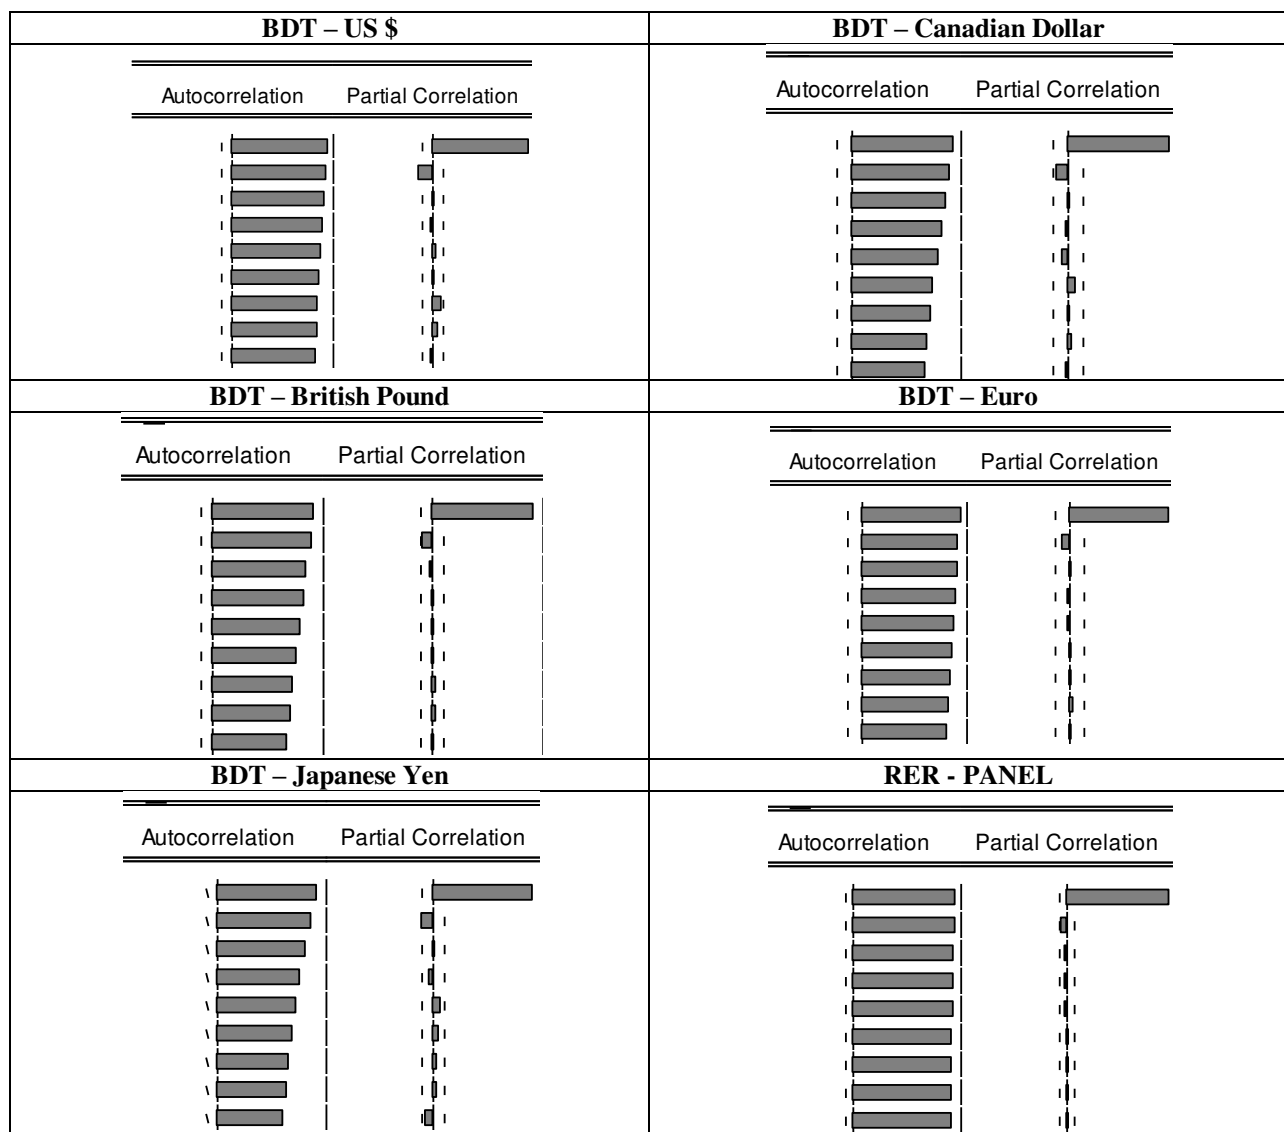 BDT – US $
BDT – Canadian Dollar
Autocorrelation Partial Correlation
Autocorrelation Partial Correlation
BDT – British Pound
BDT – Euro
Autocorrelation Partial Correlation
Autocorrelation Partial Correlation
BDT – Japanese Yen
RER - PANEL
Autocorrelation Partial Correlation
Autocorrelation Partial Correlation